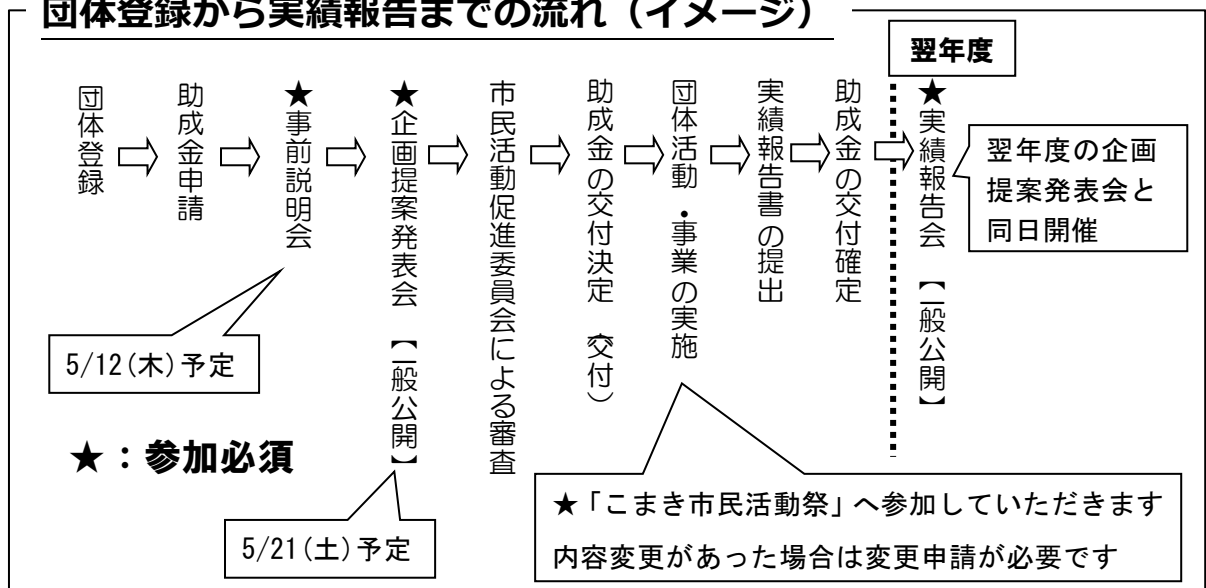 団体登録から実績報告までの流れ（イメージ）
団体登録
助成金申請
★事前説明会
5/12(木)予定
★企画提案発表会【一般公開】
5/21(土)予定
市民活動促進委員会による審査
助成金の交付決定（交付）
団体活動・事業の実施
★「こまき市民活動祭」へ参加していただきます
内容変更があった場合は変更申請が必要です
実績報告書の提出
助成金の交付確定
翌年度
★実績報告会【一般公開】
翌年度の企画
提案発表会と
同日開催
★：参加必須